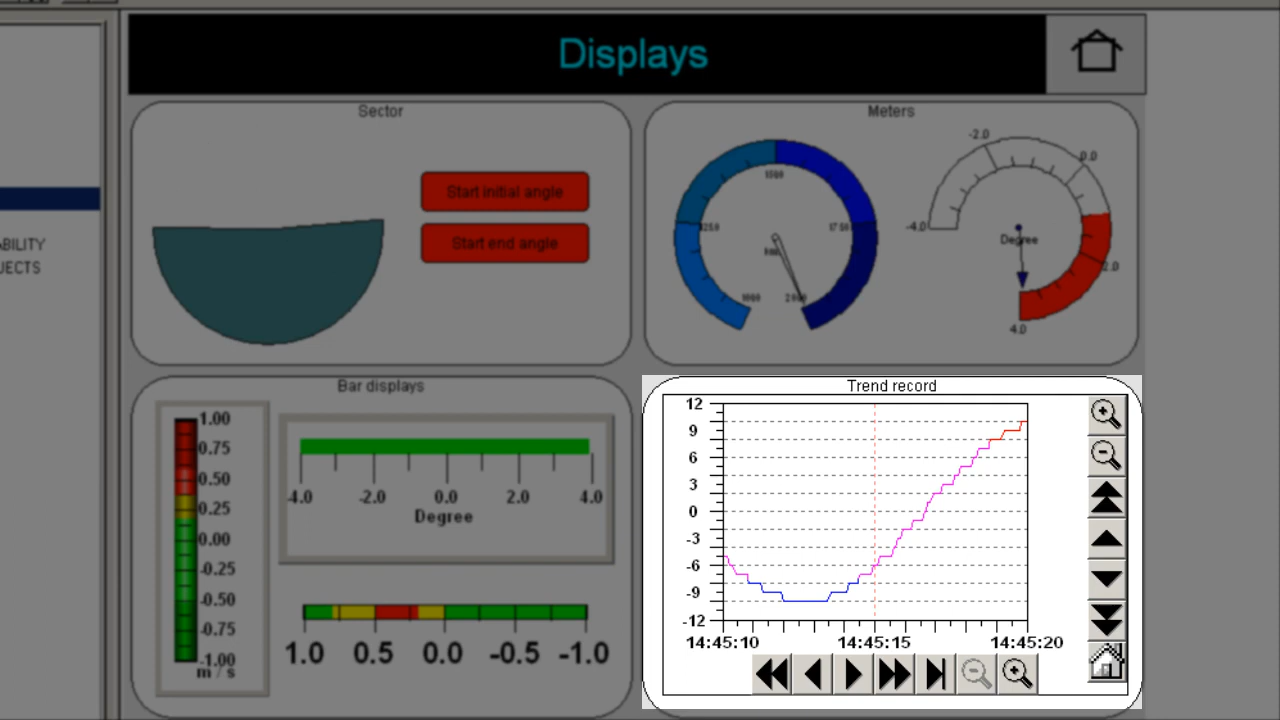 Displays
Sector
Start initial angle
Start end angle
ABILITY
JECTS
Meters
1500
1250
1750
1000
-2.0
0.0
-4.0
Degree
2.0
4.0
Bar displays
1.00
0.75
0.50
0.25
0.00
-0.25
-0.50
-0.75
-1.00
m / s
-4.0 -2.0 0.0 2.0 4.0
Degree
1.0 0.5 0.0 -0.5 -1.0
Trend record
12
9
6
3
0
-3
-6
-9
-12
14:45:10 14:45:15 14:45:20